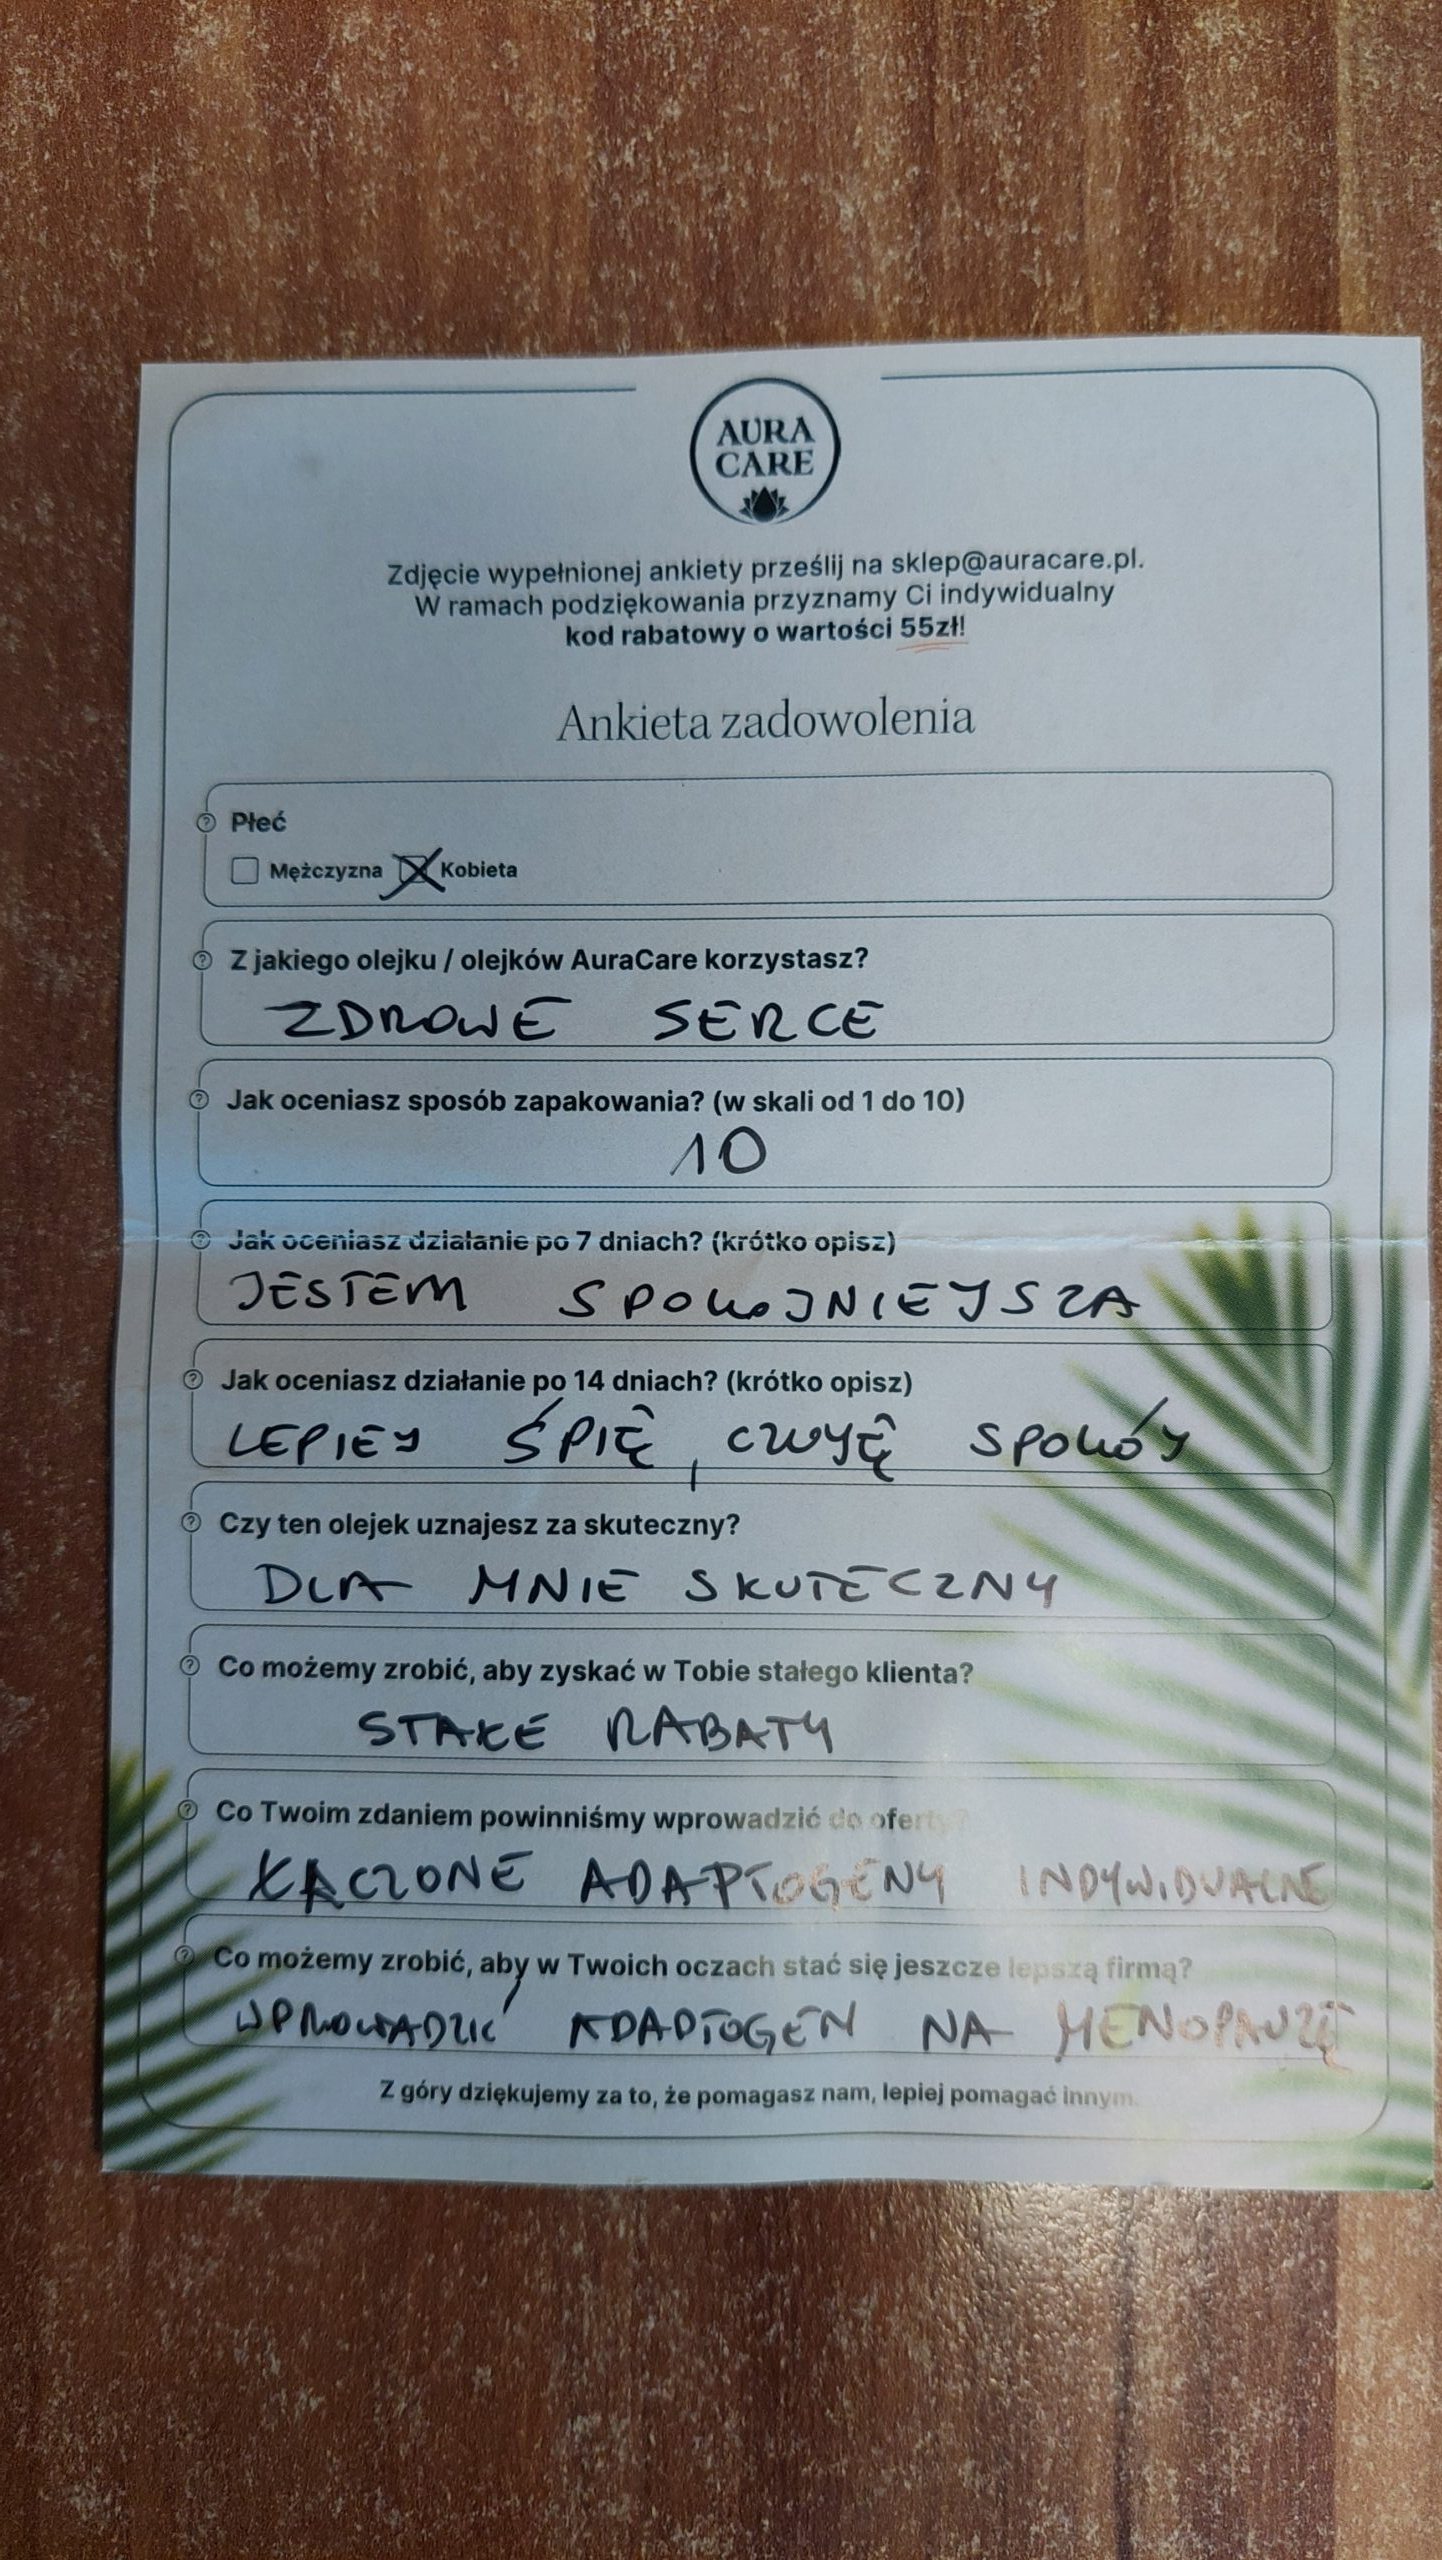 AURA
CARE
Zdjęcie wypełnionej ankiety prześlij na sklep@auracare.pl.
W ramach podziękowania przyznamy Ci indywidualny
kod rabatowy o wartości 55zł!
Ankieta zadowolenia
Płeć
Mężczyzna Kobieta
Z jakiego olejku / olejków AuraCare korzystasz?
ZDROWE SERCE
Jak oceniasz sposób zapakowania? (w skali od 1 do 10)
10
Jak oceniasz działanie po 7 dniach? (krótko opisz)
JESTEM SPOKOJNIEJSZA
Jak oceniasz działanie po 14 dniach? (krótko opisz)
LEPIEJ ŚPIĘ, CZUJĘ SPOKÓJ
Czy ten olejek uznajesz za skuteczny?
DLA MNIE SKUTECZNY
Co możemy zrobić, aby zyskać w Tobie stałego klienta?
STAŁE RABATY
Co Twoim zdaniem powinniśmy wprowadzić do oferty?
ŁĄCZONE ADAPTOGENY INDYWIDUALNE
Co możemy zrobić, aby w Twoich oczach stać się jeszcze lepszą firmą?
WPROWADZIĆ ADAPTOGEN NA MENOPAUZĘ
Z góry dziękujemy za to, że pomagasz nam, lepiej pomagać innym.